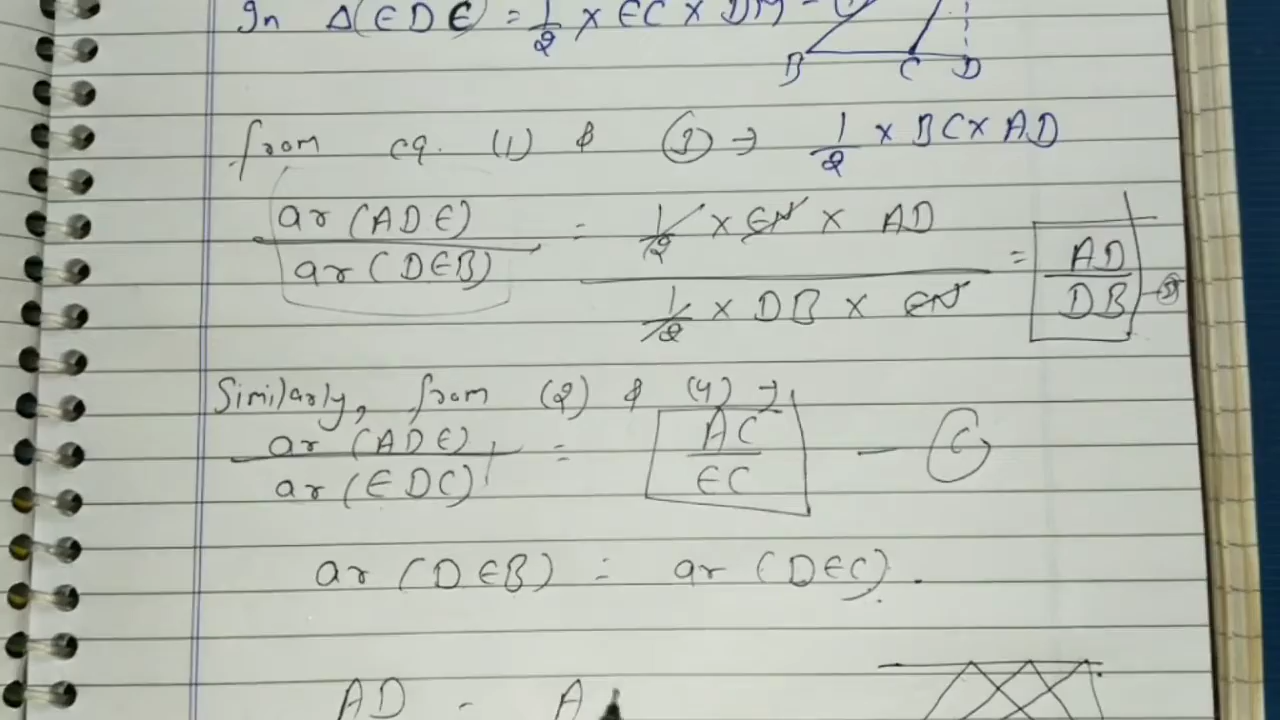 In Δ(EDC) = 1/2 × EC × DM
B C D
from eq. (1) & (3) → 1/2 × BC × AD
ar (ADE) / ar (DEB) = 1/2 × EN × AD / 1/2 × DB × EN = AD / DB
Similarly, from (2) & (4) →
ar (ADE) / ar (EDC) = AC / EC — 6
ar (DEB) = ar (DEC).
AD = A